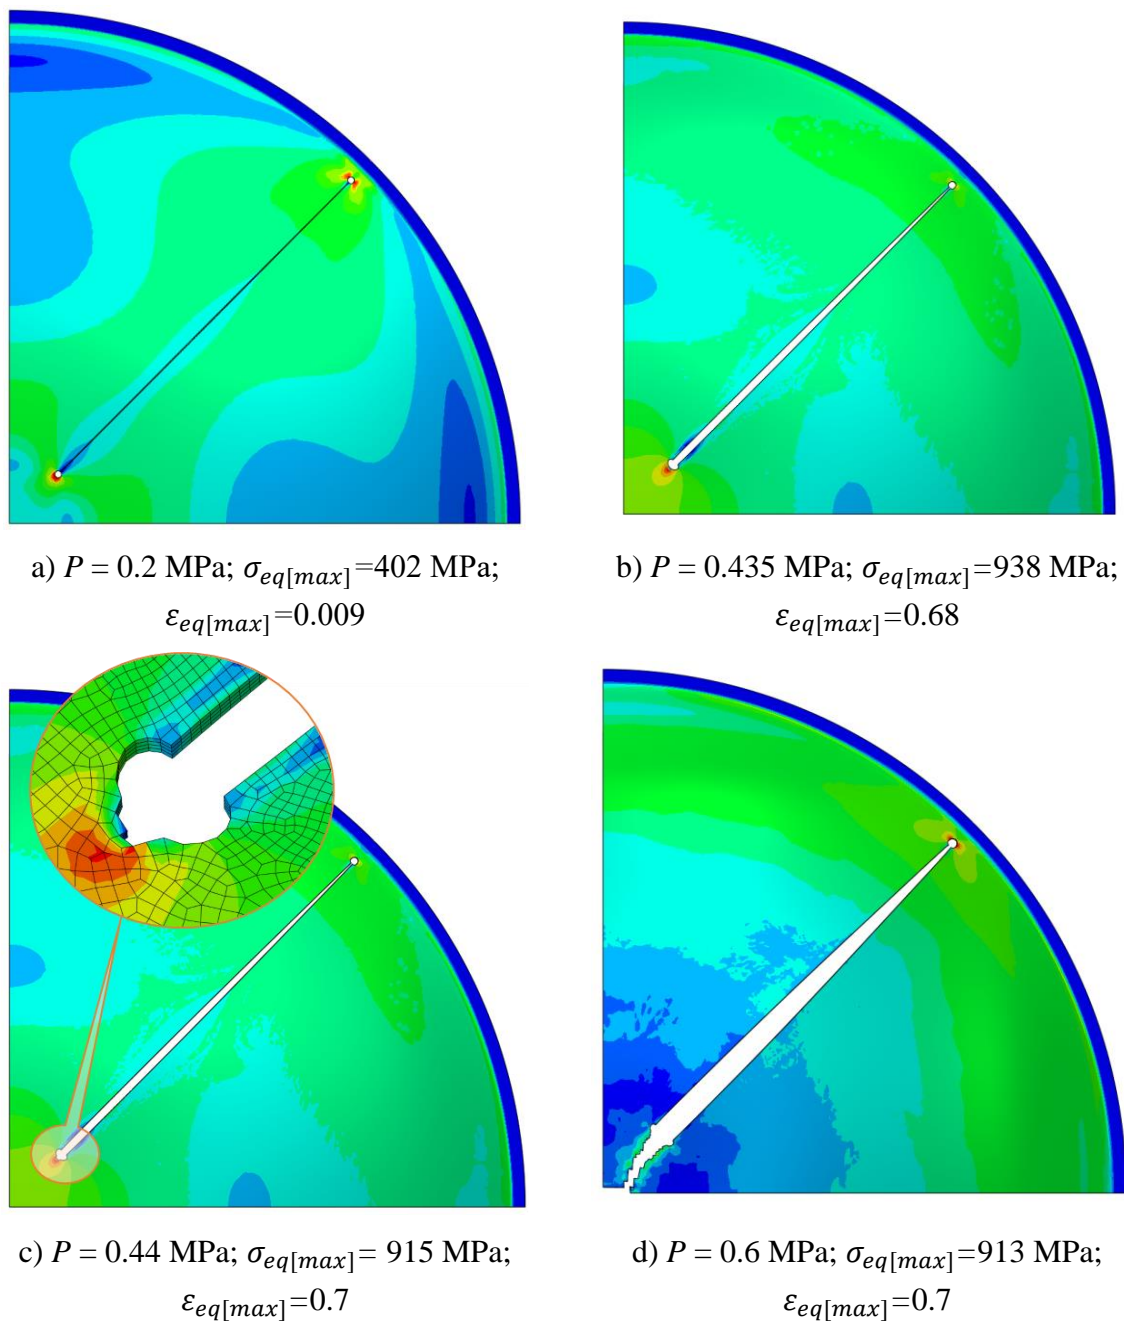 a) P = 0.2 MPa; σeq[max]=402 MPa;
εeq[max]=0.009
b) P = 0.435 MPa; σeq[max]=938 MPa;
εeq[max]=0.68
c) P = 0.44 MPa; σeq[max]= 915 MPa;
εeq[max]=0.7
d) P = 0.6 MPa; σeq[max]=913 MPa;
εeq[max]=0.7